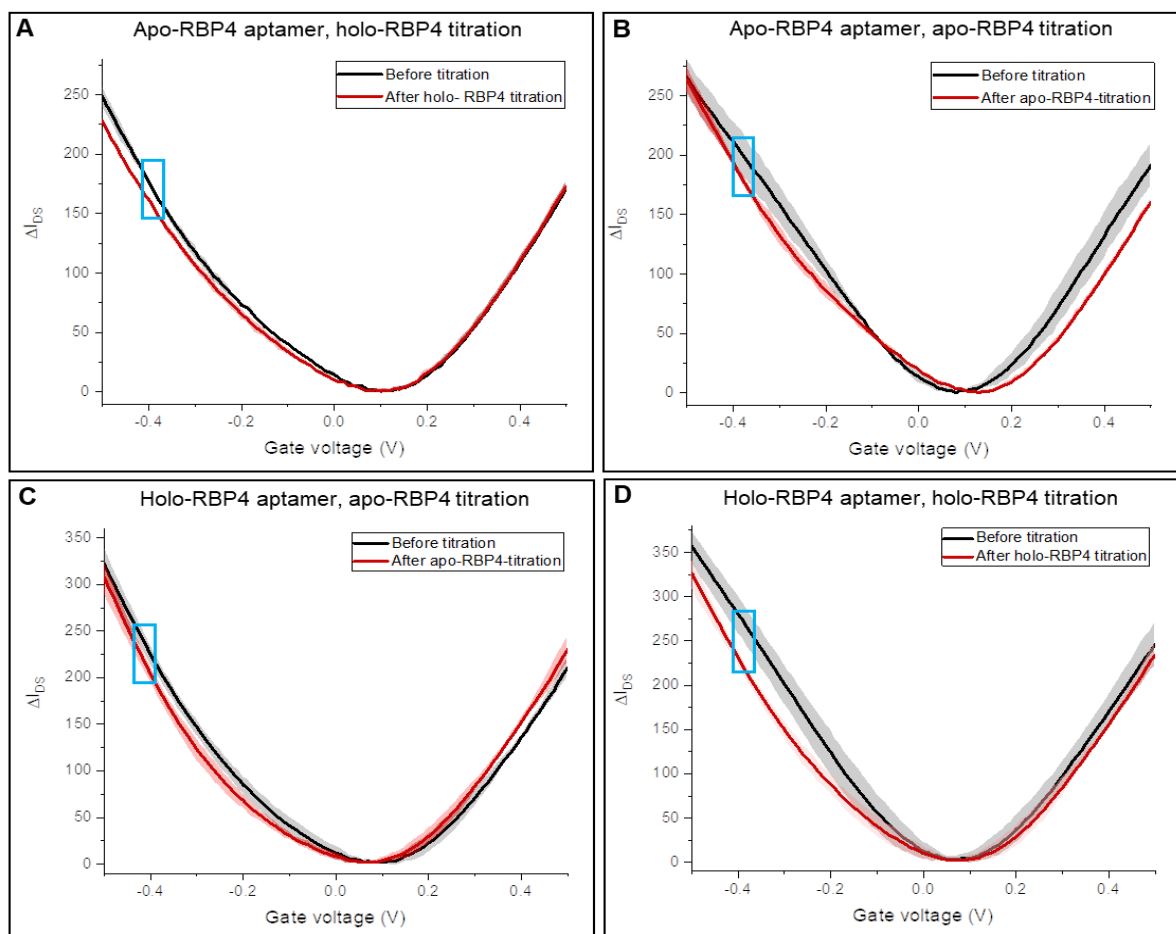 A
Apo-RBP4 aptamer, holo-RBP4 titration
Before titration
After holo- RBP4 titration
250
200
150
100
50
0
ΔI_DS
-0.4
-0.2
0.0
0.2
0.4
Gate voltage (V)
B
Apo-RBP4 aptamer, apo-RBP4 titration
Before titration
After apo-RBP4-titration
250
200
150
100
50
0
ΔI_DS
-0.4
-0.2
0.0
0.2
0.4
Gate voltage (V)
C
Holo-RBP4 aptamer, apo-RBP4 titration
Before titration
After apo-RBP4-titration
350
300
250
200
150
100
50
0
ΔI_DS
-0.4
-0.2
0.0
0.2
0.4
Gate voltage (V)
D
Holo-RBP4 aptamer, holo-RBP4 titration
Before titration
After holo-RBP4 titration
350
300
250
200
150
100
50
0
ΔI_DS
-0.4
-0.2
0.0
0.2
0.4
Gate voltage (V)